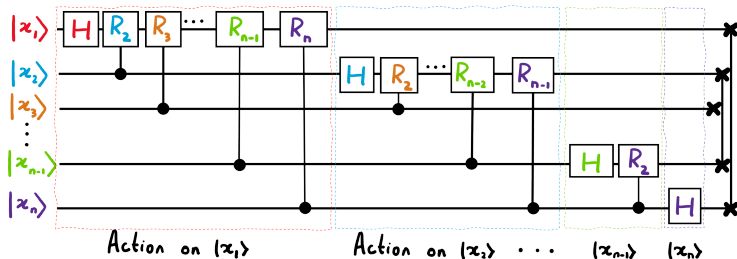 |x₁⟩ H R₂ R₃ ... Rₙ₋₁ Rₙ
|x₂⟩ H R₂ ... Rₙ₋₂ Rₙ₋₁
|x₃⟩
⋮
|xₙ₋₁⟩ H R₂
|xₙ⟩ H
Action on |x₁⟩ Action on |x₂⟩ ... |xₙ₋₁⟩ |xₙ⟩